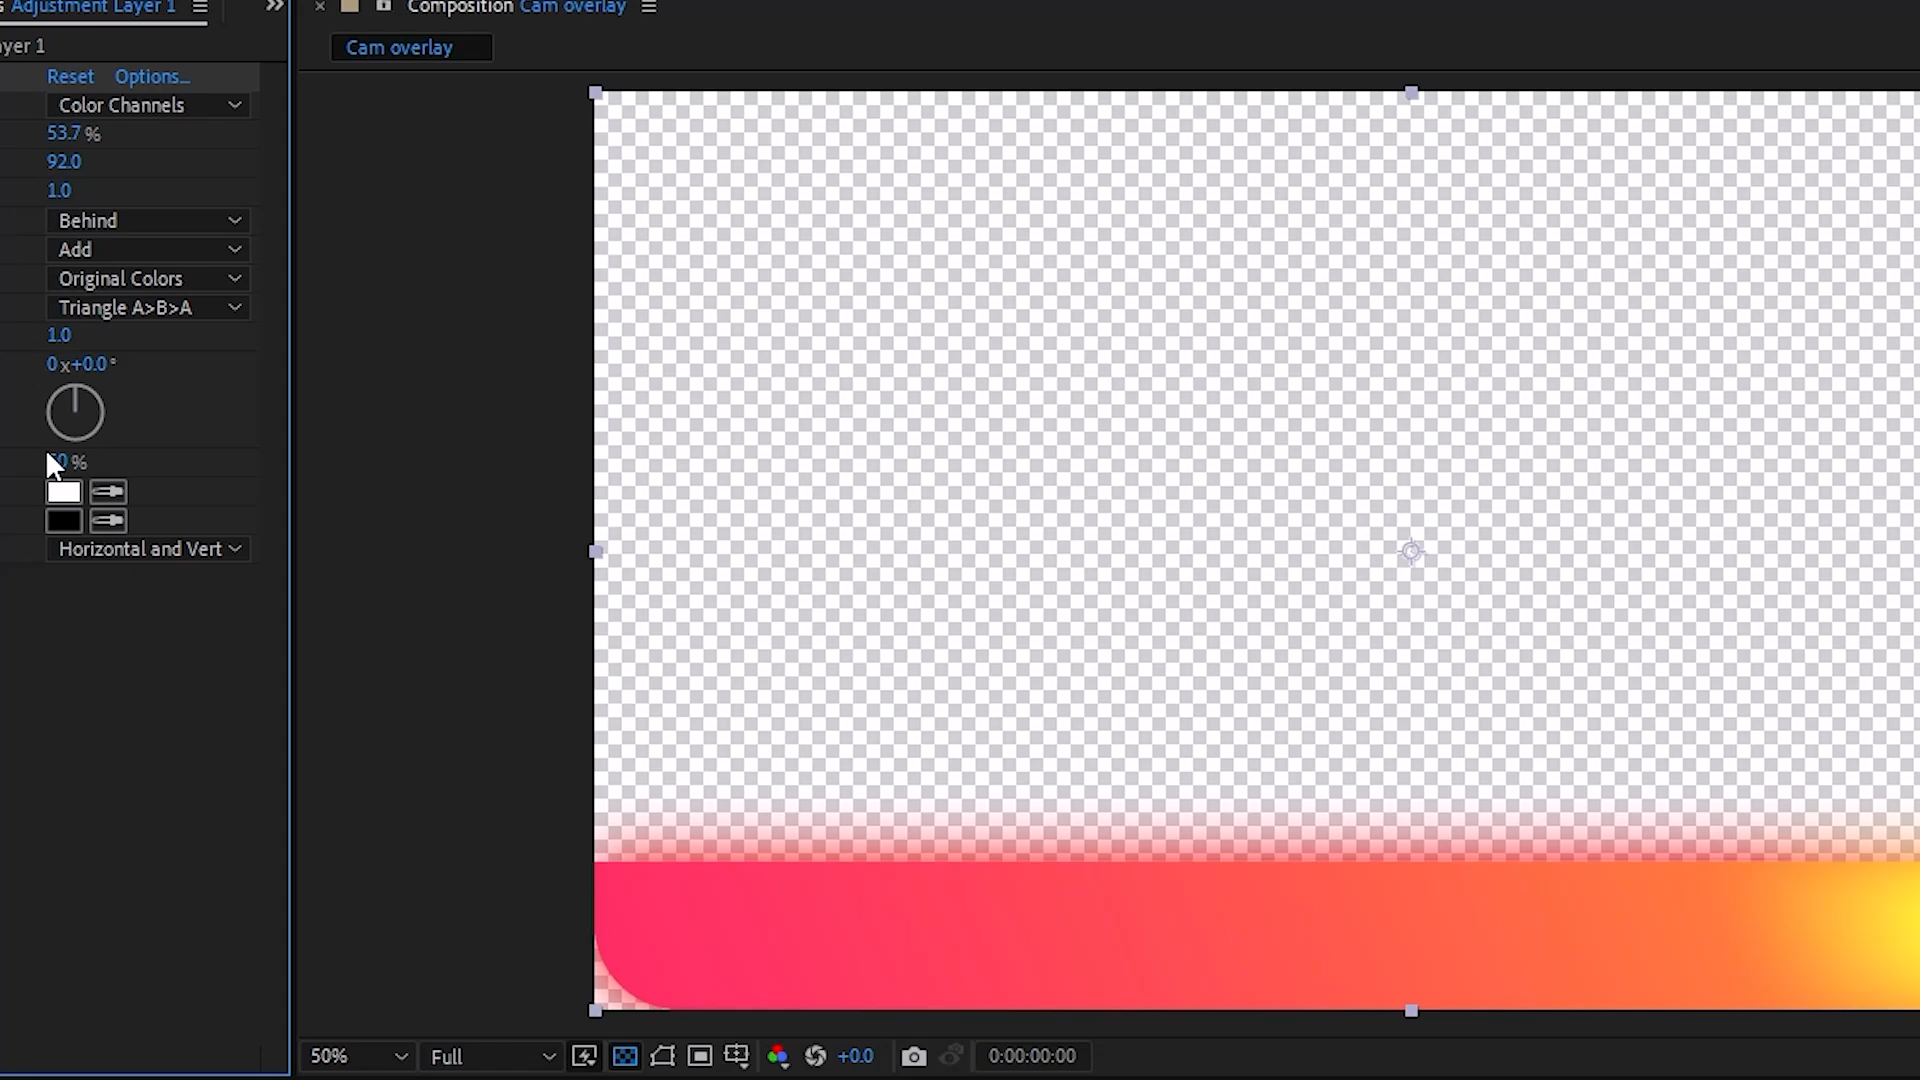 Adjustment Layer 1
Composition Cam overlay
ayer 1
Cam overlay
Reset Options...
Color Channels
53.7 %
92.0
1.0
Behind
Add
Original Colors
Triangle A>B>A
1.0
0 x+0.0 °
%
Horizontal and Vert
50%
Full
+0.0
0:00:00:00